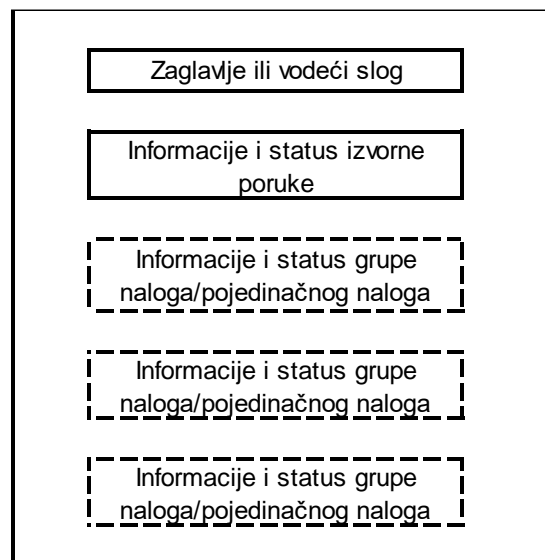 Zaglavlje ili vodeći slog
Informacije i status izvorne
poruke
Informacije i status grupe
naloga/pojedinačnog naloga
Informacije i status grupe
naloga/pojedinačnog naloga
Informacije i status grupe
naloga/pojedinačnog naloga